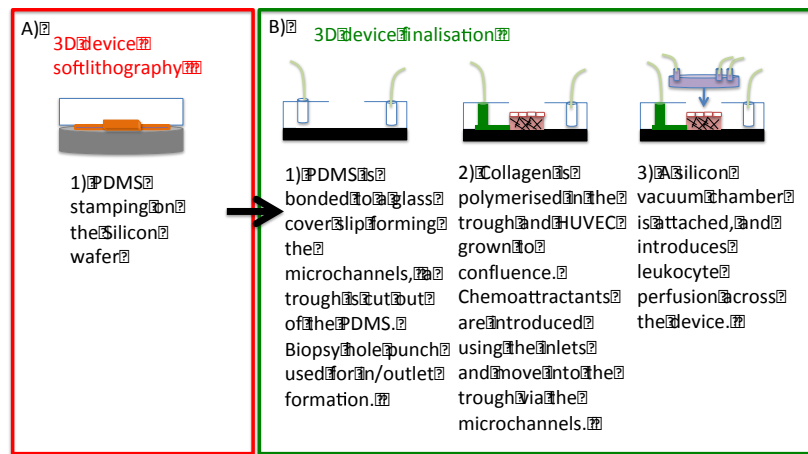 A)
3D device
softlithography
1) PDMS
stamping on
the Silicon
wafer
B)
3D device finalisation
1) PDMS is
bonded to a glass
cover slip forming
the
microchannels, a
trough is cut out
of the PDMS.
Biopsy hole punch
used for in/outlet
formation.
2) Collagen is
polymerised in the
trough and HUVEC
grown to
confluence.
Chemoattractants
are introduced
using the inlets
and move into the
trough via the
microchannels.
3) A silicon
vacuum chamber
is attached, and
introduces
leukocyte
perfusion across
the device.